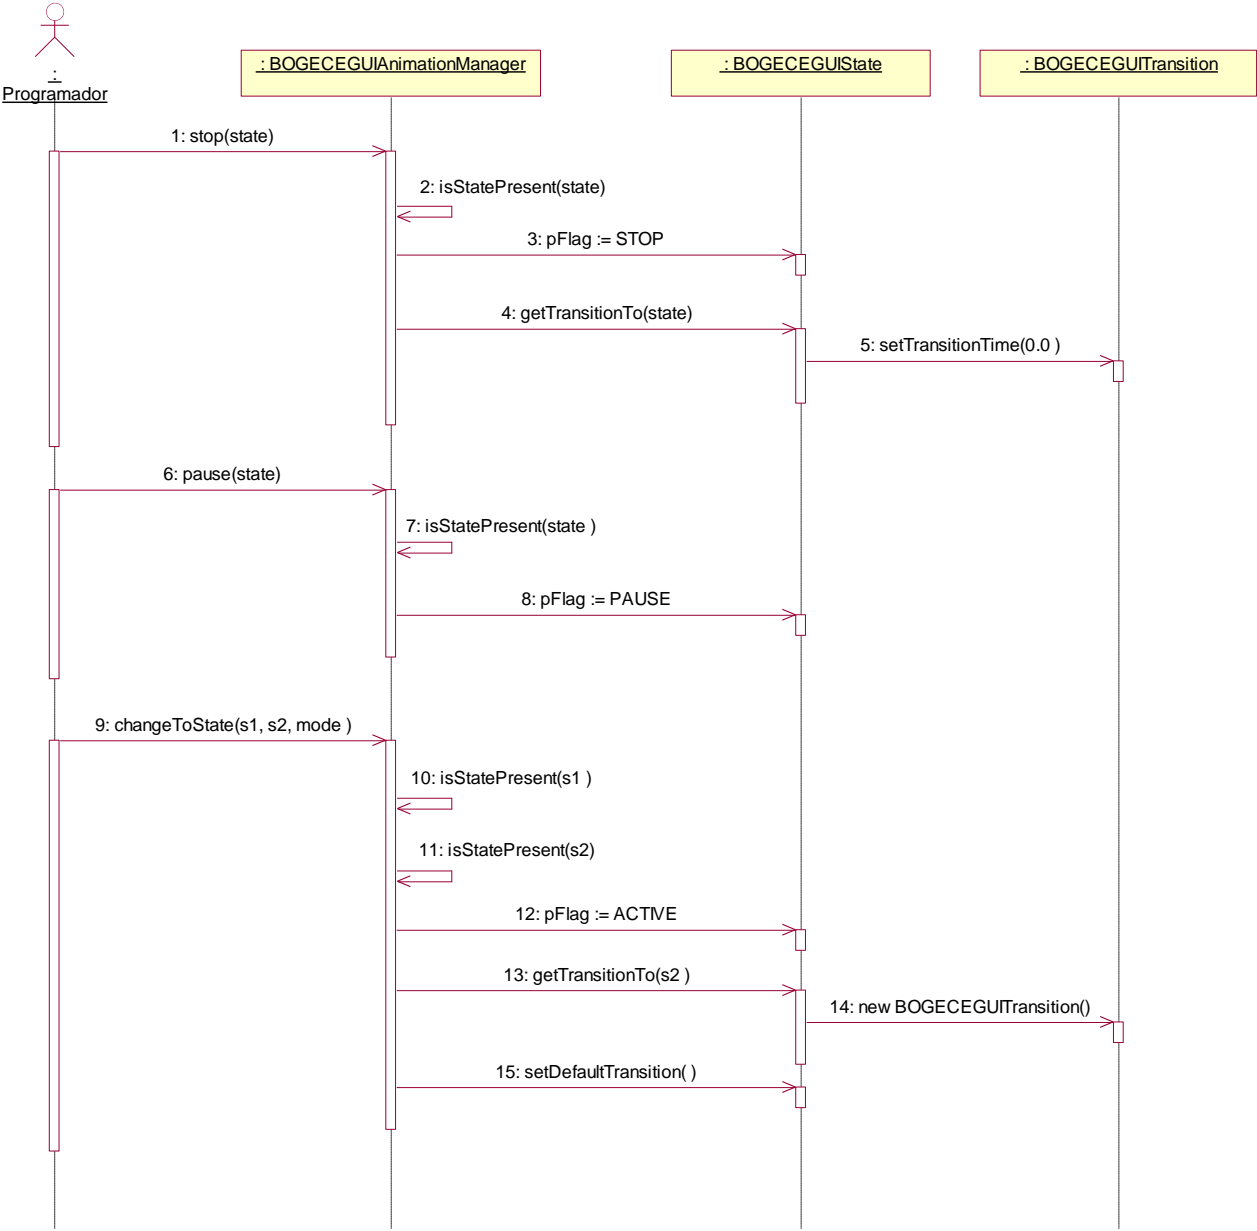 :
Programador
: BOGECEGUIAnimationManager
: BOGECEGUIState
: BOGECEGUITransition
1: stop(state)
2: isStatePresent(state)
3: pFlag := STOP
4: getTransitionTo(state)
5: setTransitionTime(0.0 )
6: pause(state)
7: isStatePresent(state )
8: pFlag := PAUSE
9: changeToState(s1, s2, mode )
10: isStatePresent(s1 )
11: isStatePresent(s2)
12: pFlag := ACTIVE
13: getTransitionTo(s2 )
14: new BOGECEGUITransition()
15: setDefaultTransition( )